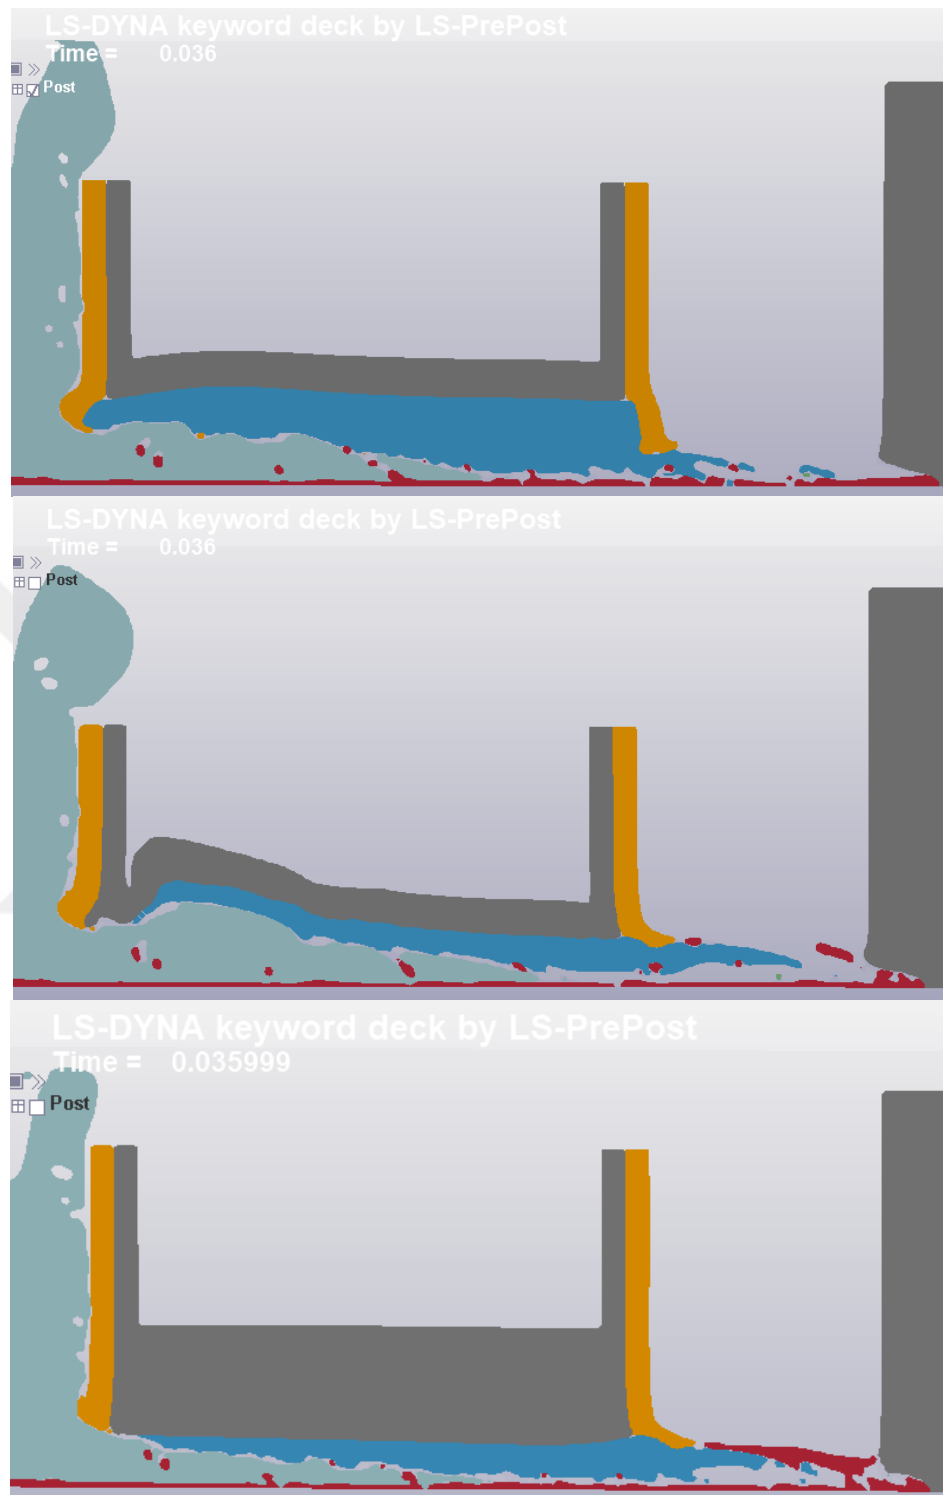 LS-DYNA keyword deck by LS-PrePost
Time = 0.036
Post
LS-DYNA keyword deck by LS-PrePost
Time = 0.036
Post
LS-DYNA keyword deck by LS-PrePost
Time = 0.035999
Post